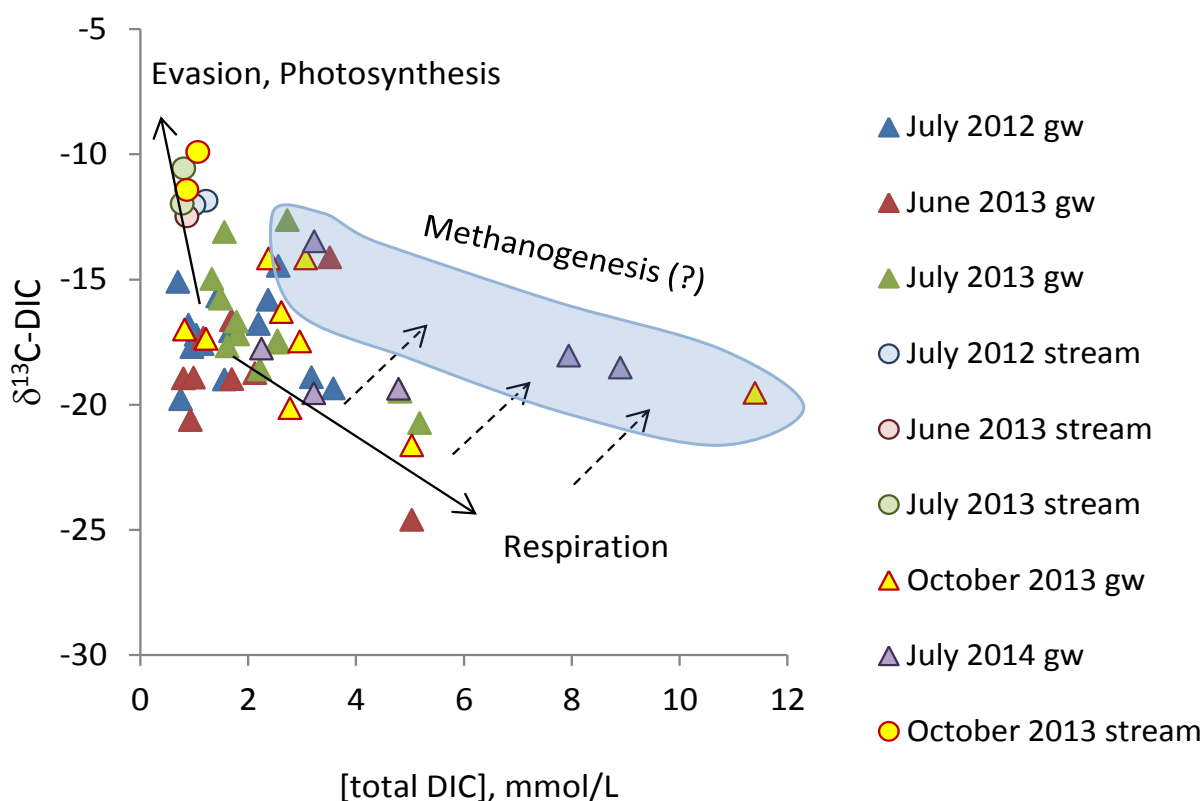 -5
-10
-15
-20
-25
-30
0
2
4
6
8
10
12
δ¹³C-DIC
[total DIC], mmol/L
Evasion, Photosynthesis
Methanogenesis (?)
Respiration
July 2012 gw
June 2013 gw
July 2013 gw
July 2012 stream
June 2013 stream
July 2013 stream
October 2013 gw
July 2014 gw
October 2013 stream